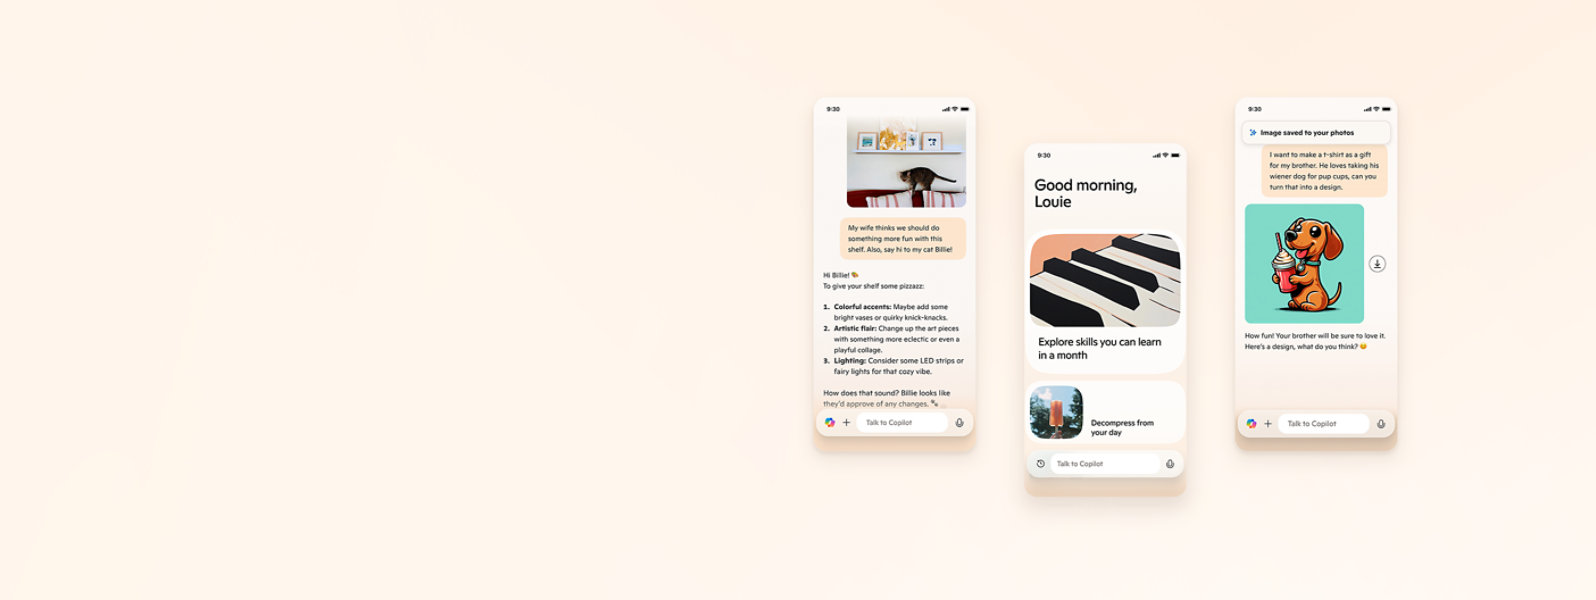 9:30
My wife thinks we should do
something more fun with this
shelf. Also, say hi to my cat Billie!
Hi Billie! 🎨
To give your shelf some pizzazz:
1. Colorful accents: Maybe add some
bright vases or quirky knick-knacks.
2. Artistic flair: Change up the art pieces
with something more eclectic or even a
playful collage.
3. Lighting: Consider some LED strips or
fairy lights for that cozy vibe.
How does that sound? Billie looks like
they'd approve of any changes. 🐾
Talk to Copilot
9:30
Good morning,
Louie
Explore skills you can learn
in a month
Decompress from
your day
Talk to Copilot
9:30
Image saved to your photos
I want to make a t-shirt as a gift
for my brother. He loves taking his
wiener dog for pup cups, can you
turn that into a design.
How fun! Your brother will be sure to love it.
Here's a design, what do you think? 😊
Talk to Copilot